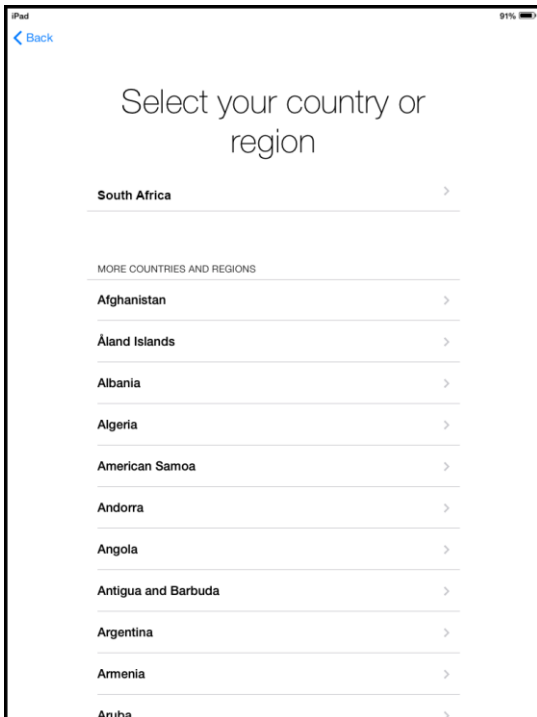 iPad
91%
Back
Select your country or
region
South Africa
MORE COUNTRIES AND REGIONS
Afghanistan
Åland Islands
Albania
Algeria
American Samoa
Andorra
Angola
Antigua and Barbuda
Argentina
Armenia
Aruba